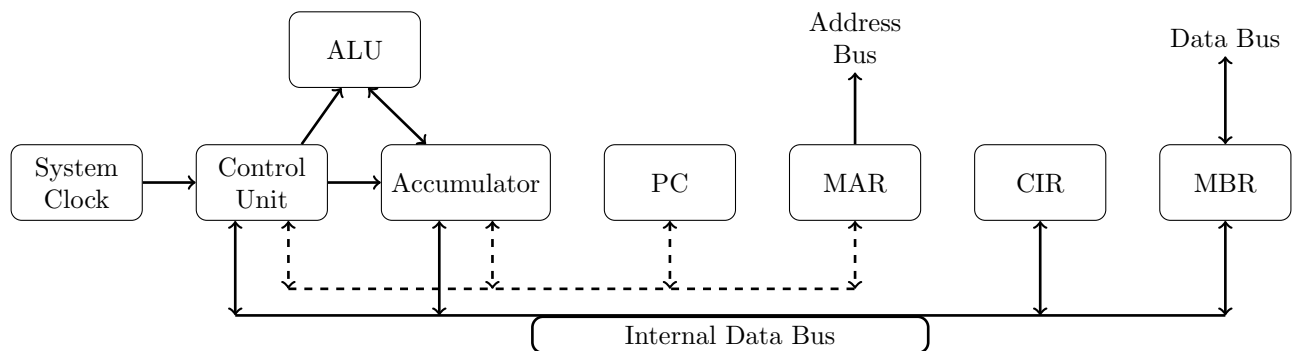 ALU
Address
Bus
Data Bus
System
Clock
Control
Unit
Accumulator
PC
MAR
CIR
MBR
Internal Data Bus